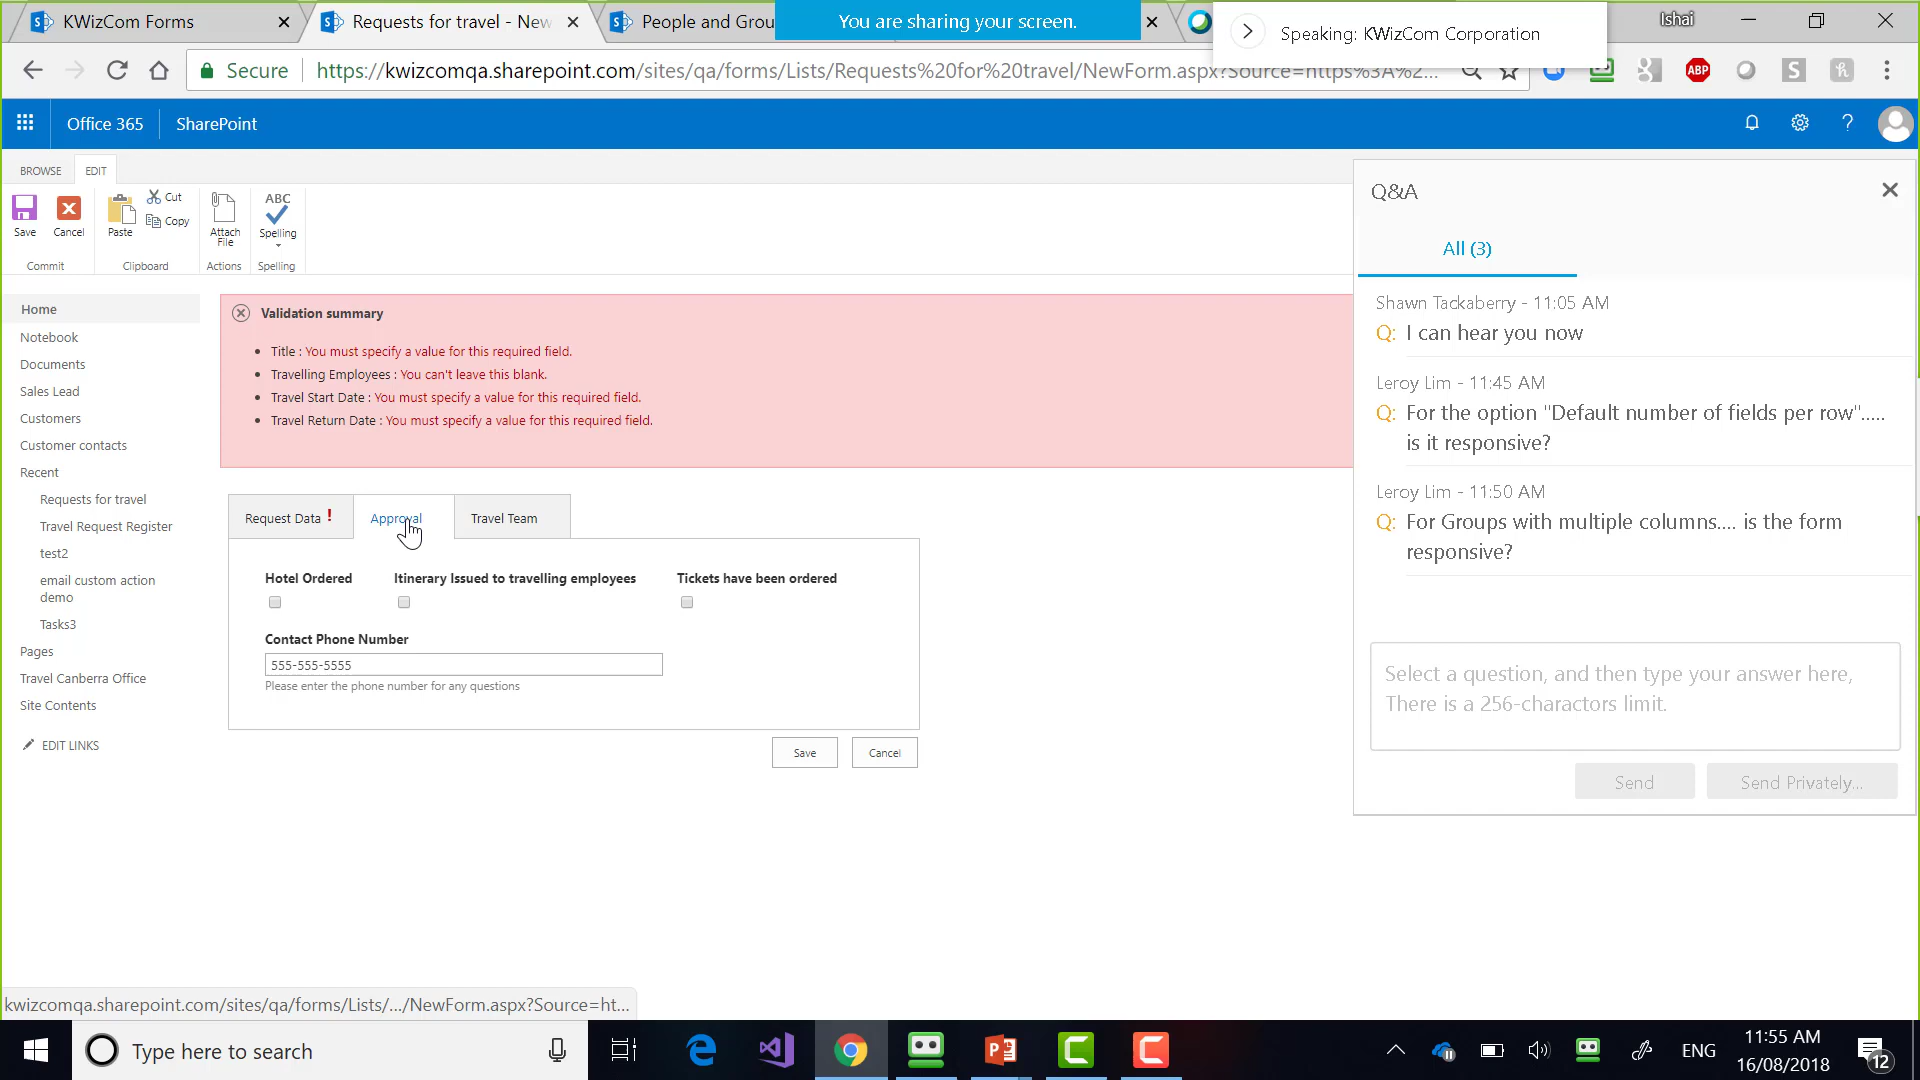 KWizCom Forms
Requests for travel - New
People and Grou
You are sharing your screen.
Speaking: KWizCom Corporation
Ishai
Secure
https://kwizcomqa.sharepoint.com/sites/qa/forms/Lists/Requests%20for%20travel/NewForm.aspx?Source=https%3A%2...
ABP
Office 365
SharePoint
BROWSE
EDIT
Save
Cancel
Paste
Cut
Copy
Attach
File
ABC
Spelling
Commit
Clipboard
Actions
Spelling
Home
Notebook
Documents
Sales Lead
Customers
Customer contacts
Recent
Requests for travel
Travel Request Register
test2
email custom action
demo
Tasks3
Pages
Travel Canberra Office
Site Contents
EDIT LINKS
Validation summary
Title : You must specify a value for this required field.
Travelling Employees : You can't leave this blank.
Travel Start Date : You must specify a value for this required field.
Travel Return Date : You must specify a value for this required field.
Request Data !
Approval
Travel Team
Hotel Ordered
Itinerary Issued to travelling employees
Tickets have been ordered
Contact Phone Number
555-555-5555
Please enter the phone number for any questions
Save
Cancel
Q&A
All (3)
Shawn Tackaberry - 11:05 AM
Q: I can hear you now
Leroy Lim - 11:45 AM
Q: For the option "Default number of fields per row".....
is it responsive?
Leroy Lim - 11:50 AM
Q: For Groups with multiple columns.... is the form
responsive?
Select a question, and then type your answer here,
There is a 256-charactors limit.
Send
Send Privately...
kwizcomqa.sharepoint.com/sites/qa/forms/Lists/.../NewForm.aspx?Source=ht...
Type here to search
ENG
11:55 AM
16/08/2018
12